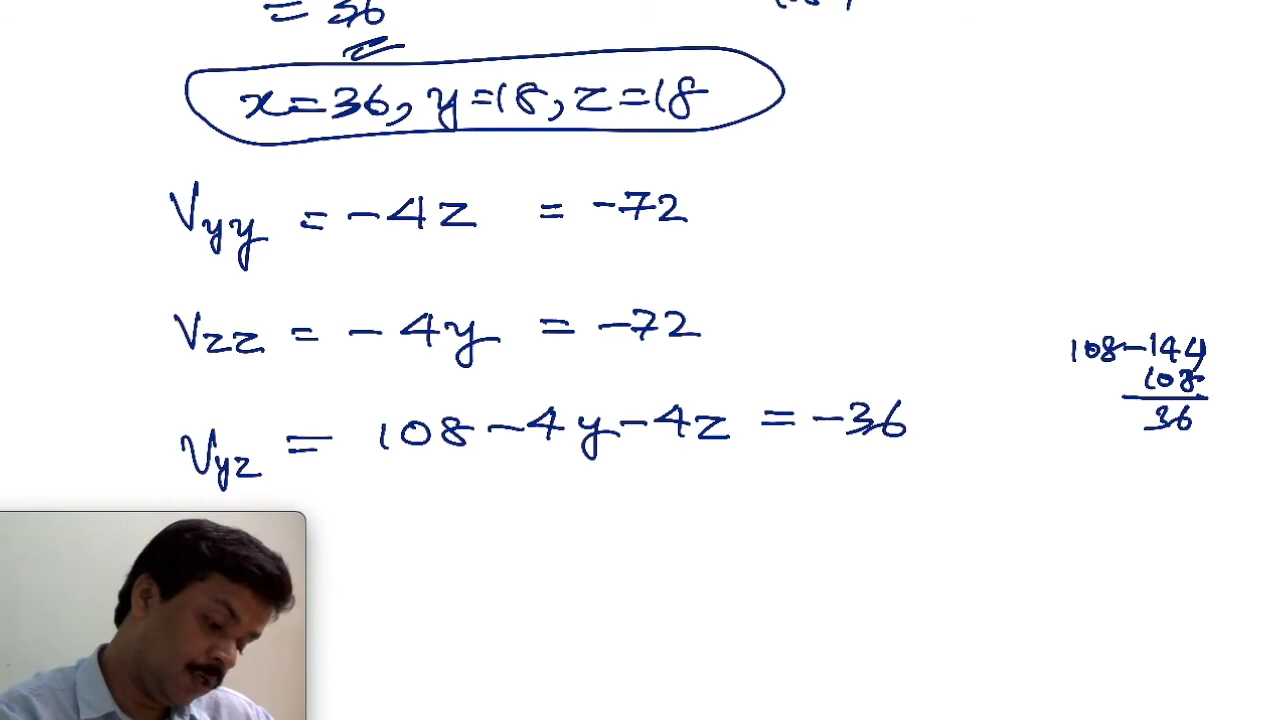 = 36
x=36, y=18, z=18
Vyy = -4z = -72
Vzz = -4y = -72
108-144
108
36
Vyz = 108-4y-4z = -36